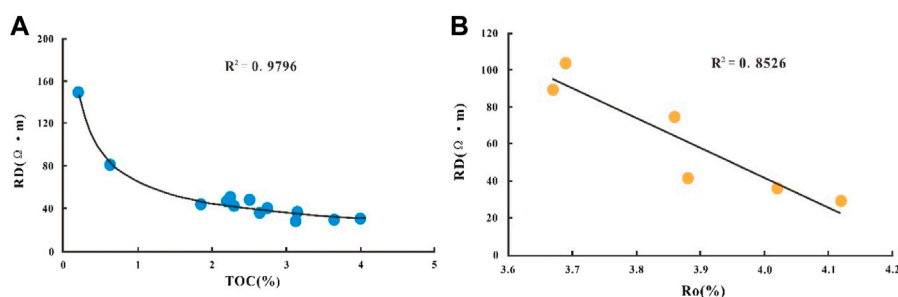 A
200
160
120
80
40
0
RD(Ω·m)
R² = 0.9796
0 1 2 3 4 5
TOC(%)
B
120
100
80
60
40
20
0
RD(Ω·m)
R² = 0.8526
3.6 3.7 3.8 3.9 4.0 4.1 4.2
Ro(%)